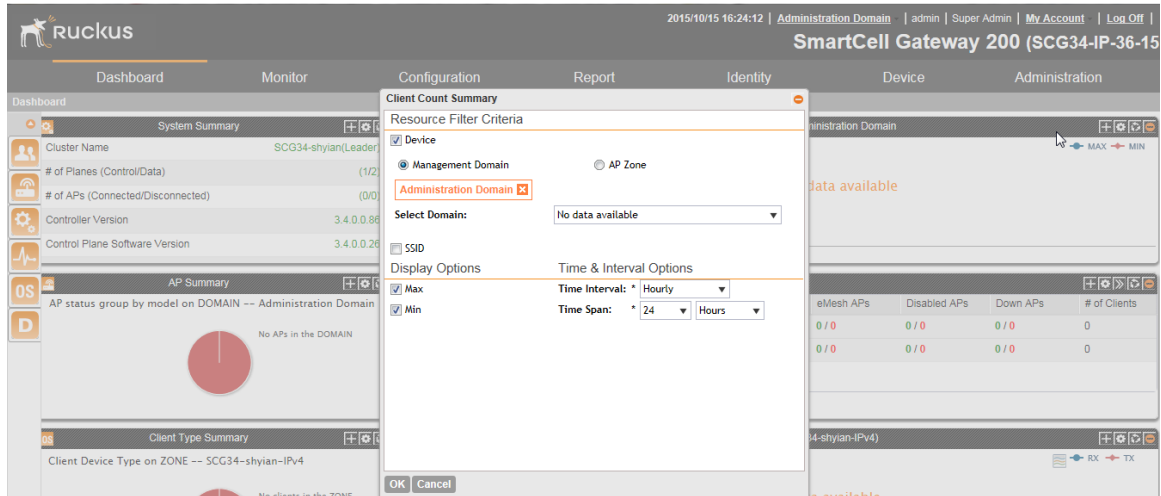 RUCKUS
2015/10/15 16:24:12 | Administration Domain | admin | Super Admin | My Account | Log Off |
SmartCell Gateway 200 (SCG34-IP-36-15
Dashboard Monitor Configuration Report Identity Device Administration
Dashboard
Client Count Summary
Resource Filter Criteria
Device
Management Domain AP Zone
Administration Domain
Select Domain: No data available
SSID
Display Options Time & Interval Options
Max Time Interval: * Hourly
Min Time Span: * 24 Hours
OK Cancel
System Summary
Cluster Name SCG34-shyian(Leader)
# of Planes (Control/Data) (1/2)
# of APs (Connected/Disconnected) (0/0)
Controller Version 3.4.0.0.86
Control Plane Software Version 3.4.0.0.26
ministration Domain
MAX MIN
data available
OS
D
AP Summary
AP status group by model on DOMAIN -- Administration Domain
No APs in the DOMAIN
eMesh APs Disabled APs Down APs # of Clients
0 / 0 0 / 0 0 / 0 0
0 / 0 0 / 0 0 / 0 0
OS Client Type Summary
Client Device Type on ZONE -- SCG34-shyian-IPv4
34-shyian-IPv4)
RX TX